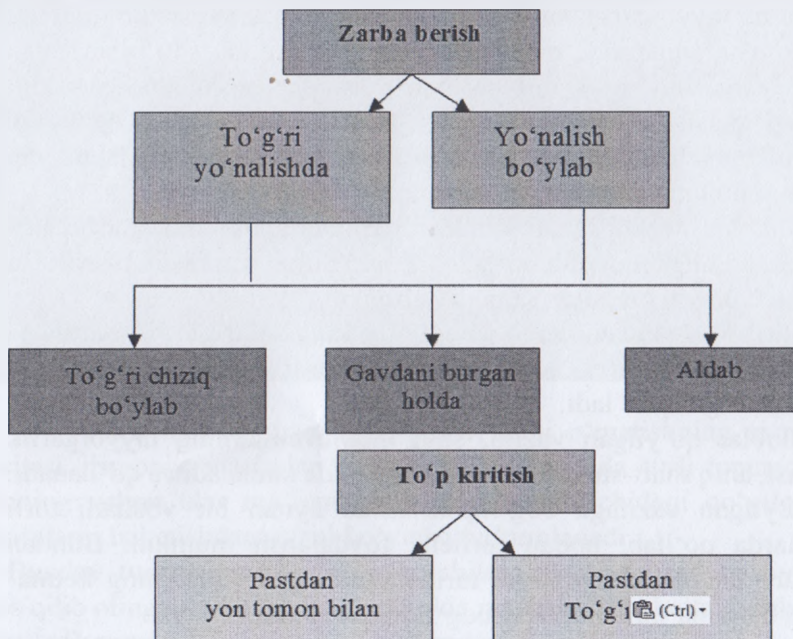 Zarba berish
To‘g‘ri
yo‘nalishda
Yo‘nalish
bo‘ylab
To‘g‘ri chiziq
bo‘ylab
Gavdani burgan
holda
Aldab
To‘p kiritish
Pastdan
yon tomon bilan
Pastdan
(Ctrl)